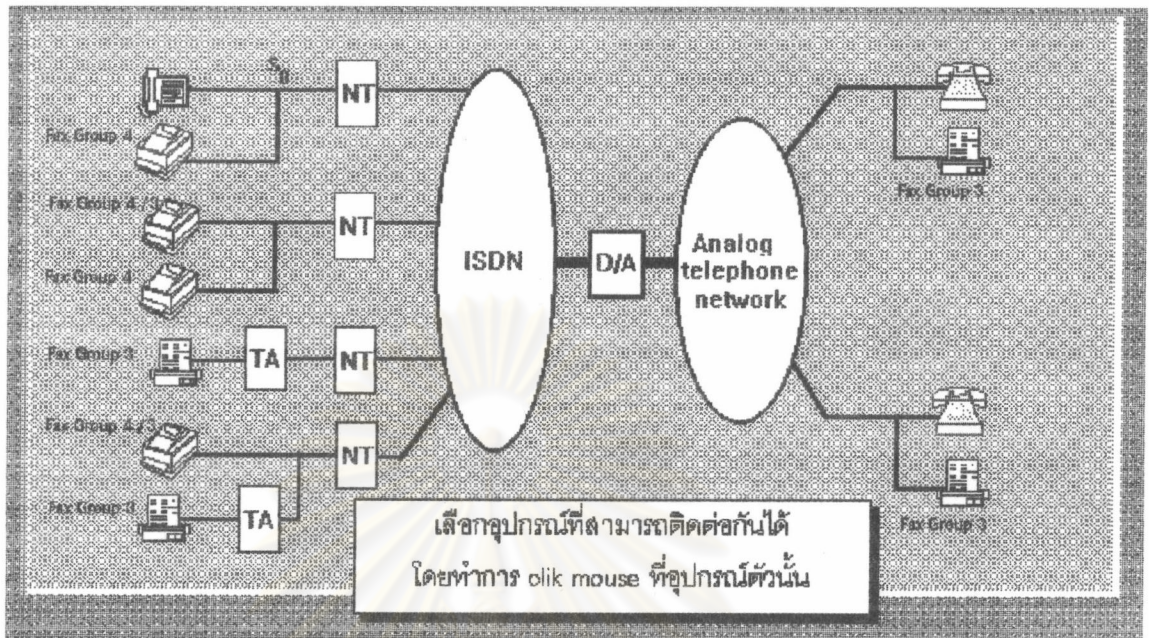 S₀
NT
Fax Group 4
Fax Group 4 / 3
NT
Fax Group 4
Fax Group 3
TA
NT
Fax Group 4 / 3
NT
Fax Group 3
TA
ISDN
D/A
Analog
telephone
network
Fax Group 3
Fax Group 3
เลือกอุปกรณ์ที่สามารถติดต่อกันได้
โดยทำการ clik mouse ที่อุปกรณ์ตัวนั้น